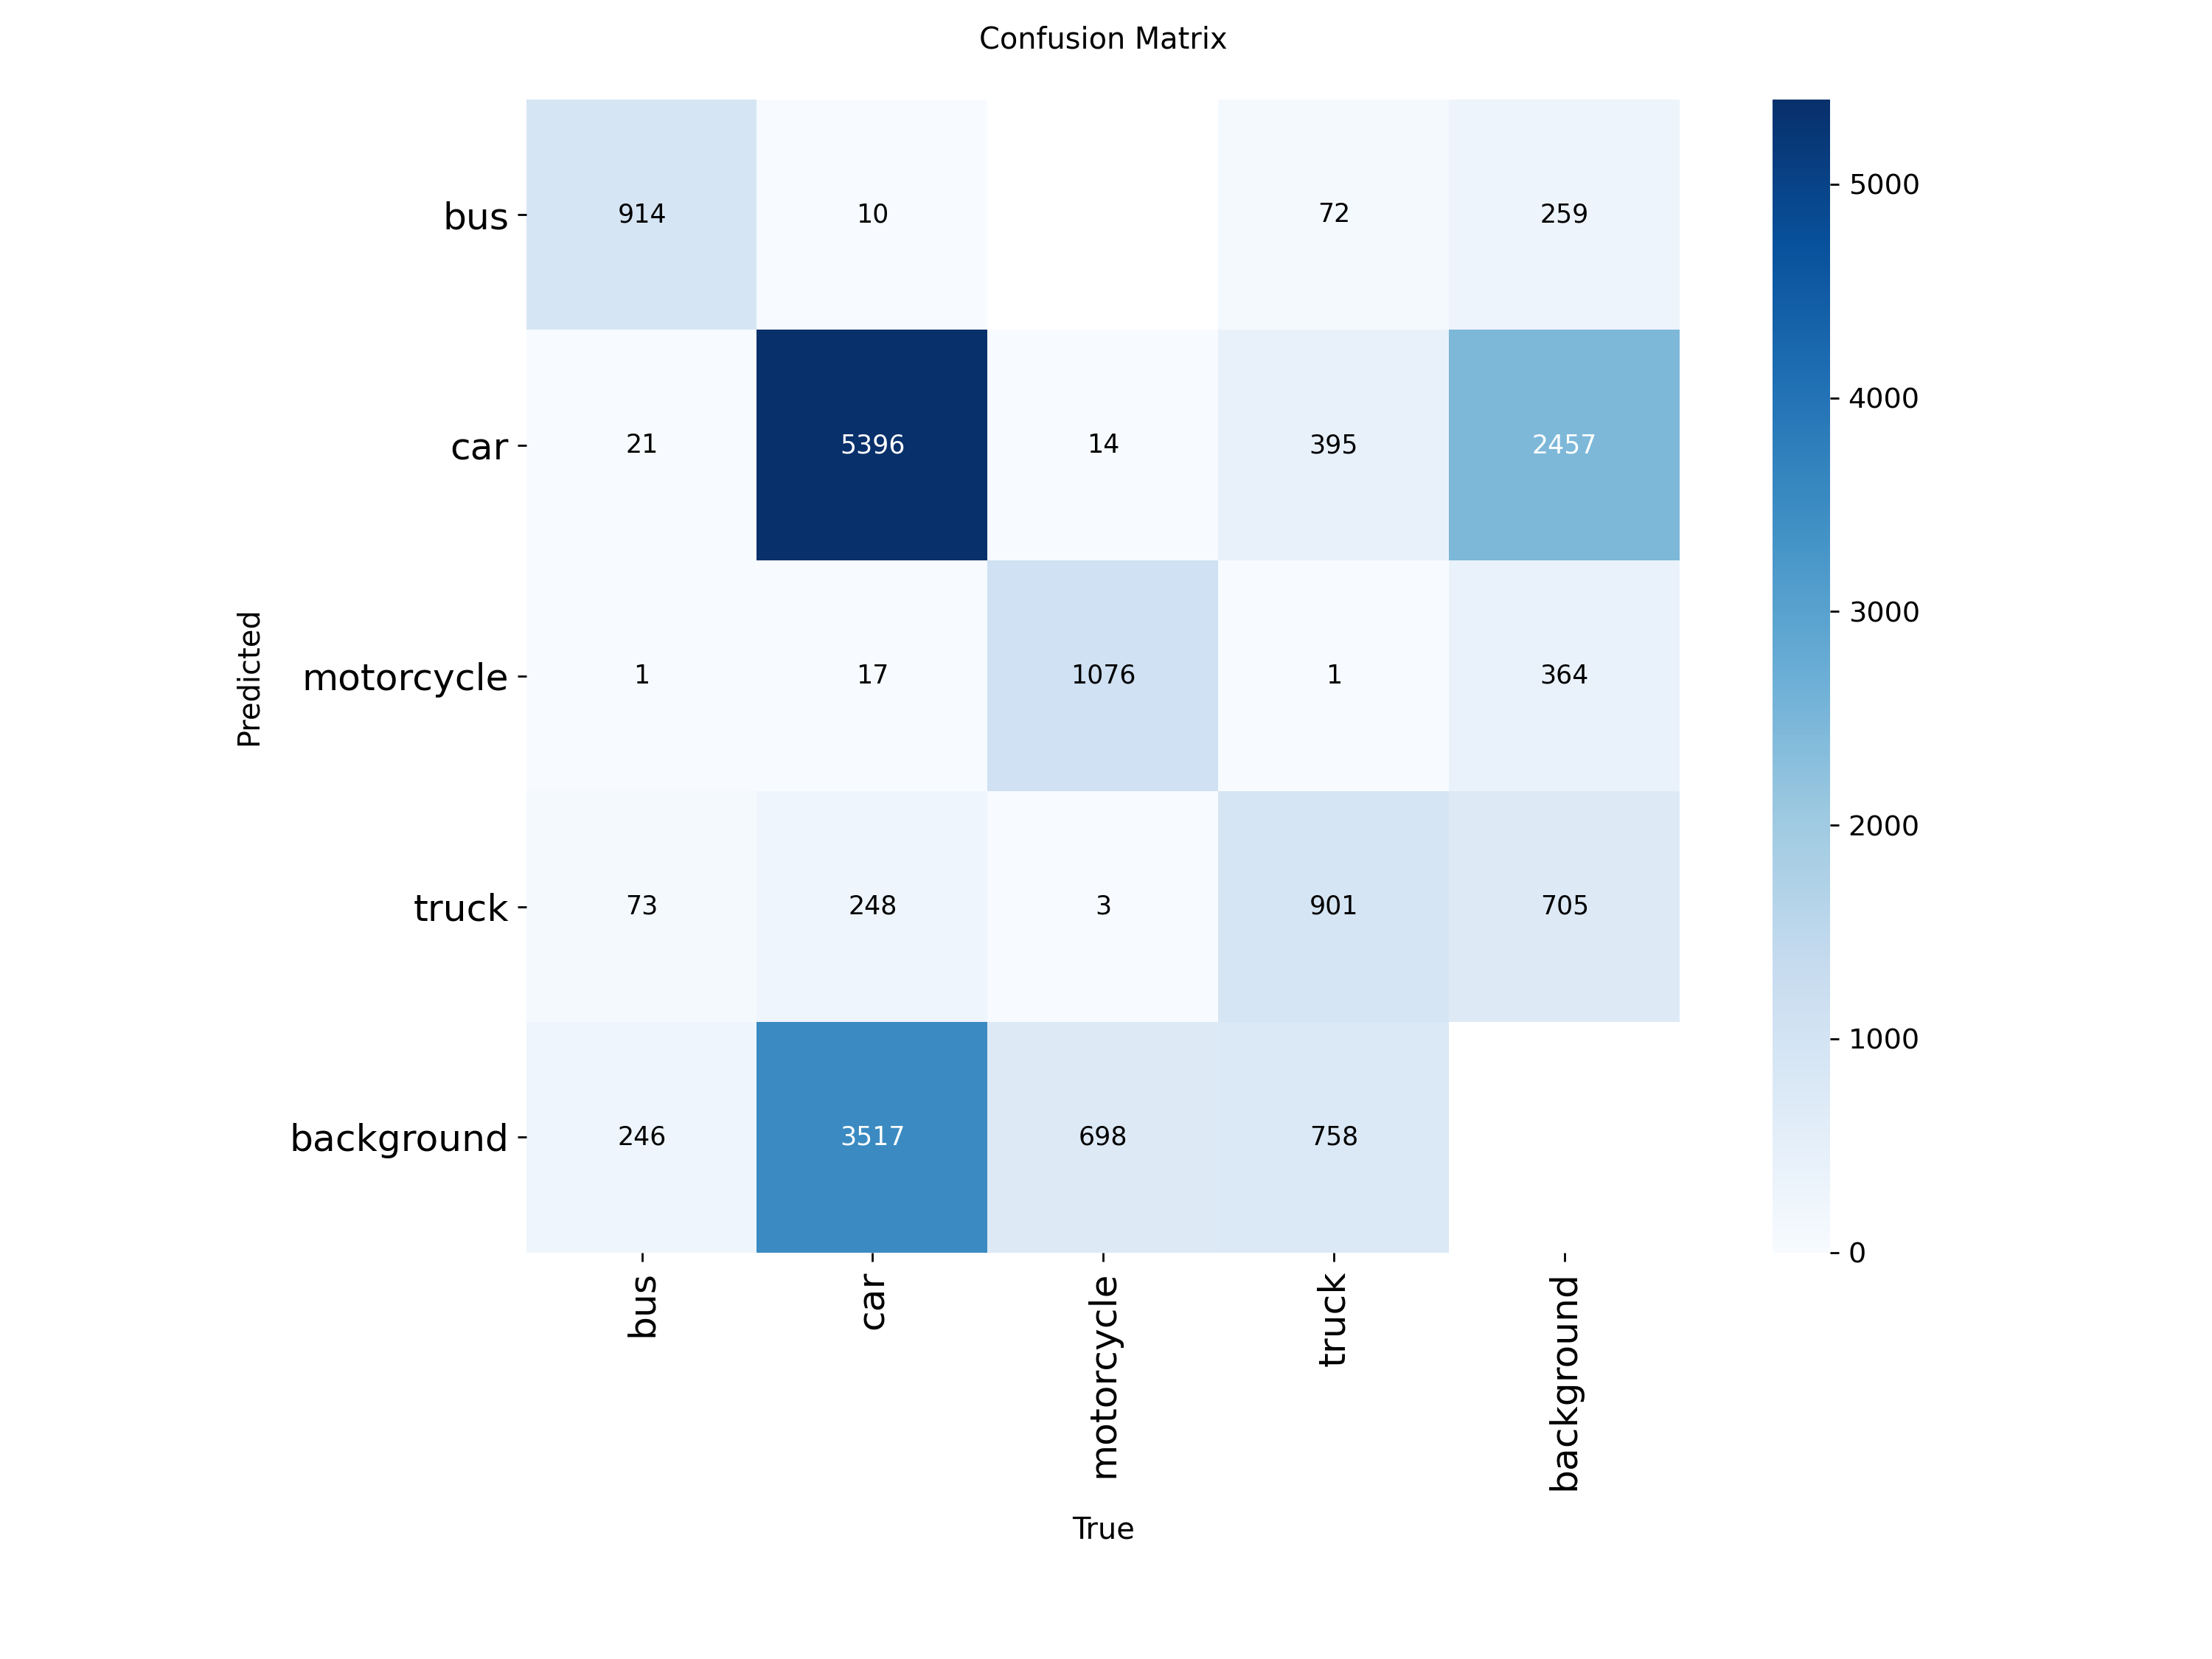 Confusion Matrix
bus 914 10 72 259
car 21 5396 14 395 2457
motorcycle 1 17 1076 1 364
truck 73 248 3 901 705
background 246 3517 698 758
Predicted
bus car motorcycle truck background
True
5000
4000
3000
2000
1000
0